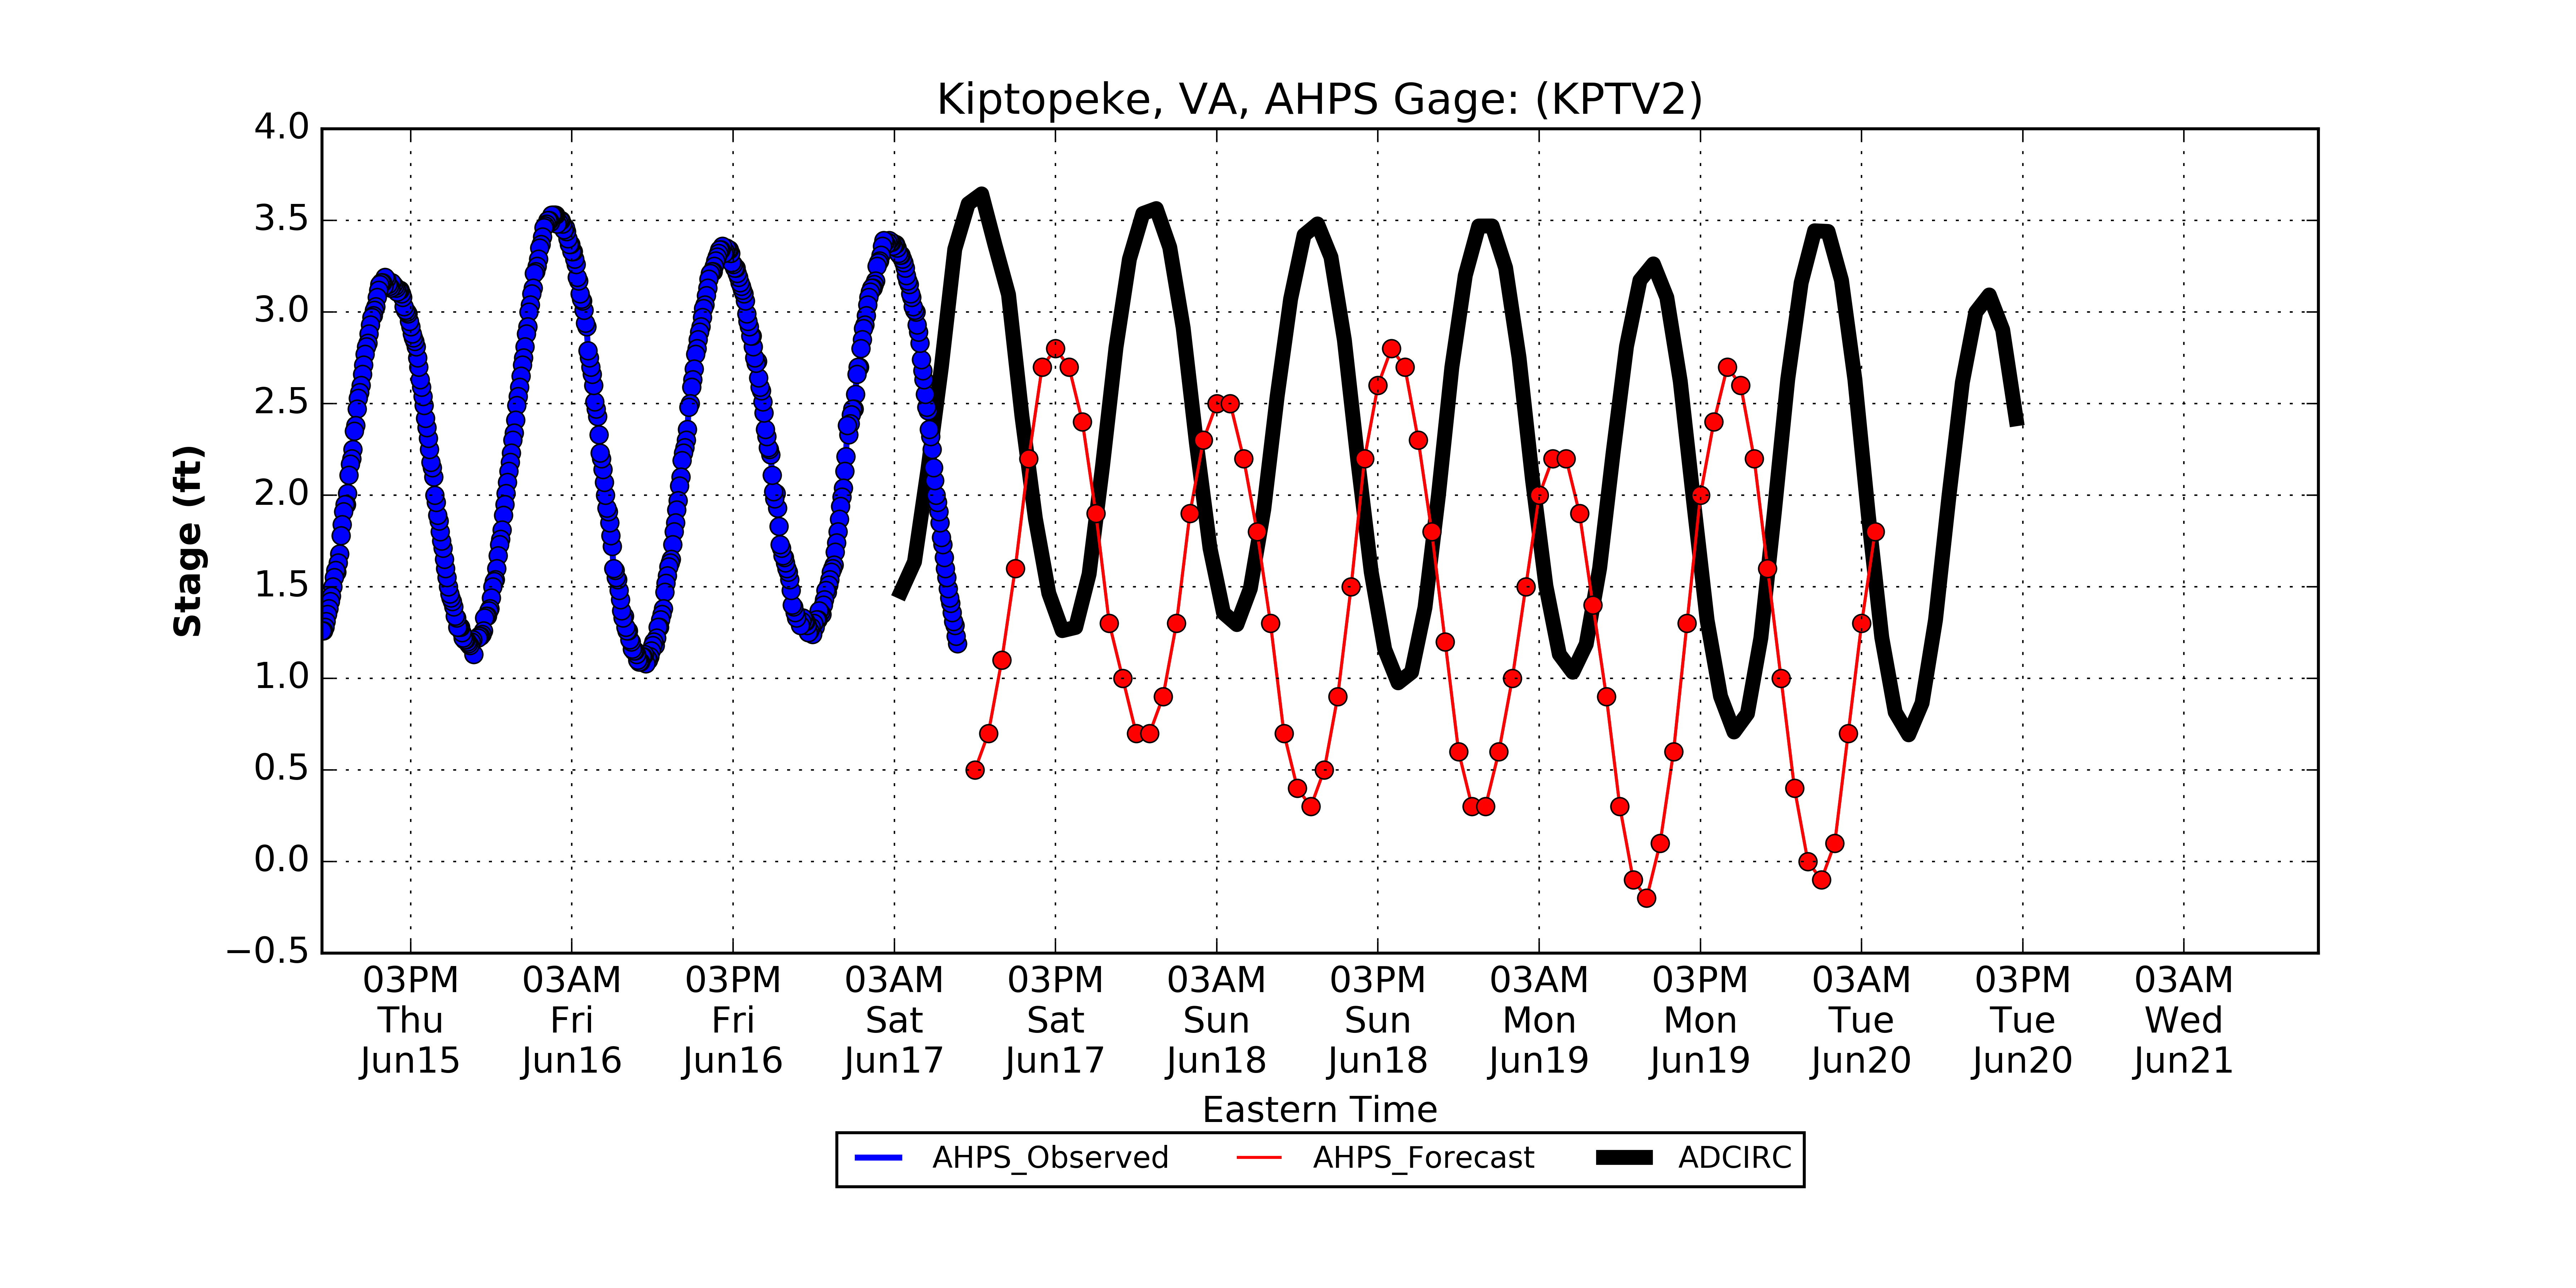 Kiptopeke, VA, AHPS Gage: (KPTV2)
4.0
3.5
3.0
2.5
2.0
1.5
1.0
0.5
0.0
−0.5
Stage (ft)
03PM 03AM 03PM 03AM 03PM 03AM 03PM 03AM 03PM 03AM 03PM 03AM
Thu Fri Fri Sat Sat Sun Sun Mon Mon Tue Tue Wed
Jun15 Jun16 Jun16 Jun17 Jun17 Jun18 Jun18 Jun19 Jun19 Jun20 Jun20 Jun21
Eastern Time
AHPS_Observed AHPS_Forecast ADCIRC